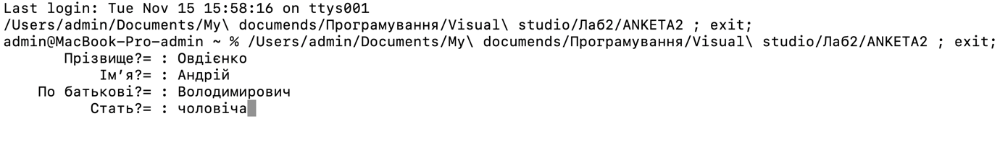 Last login: Tue Nov 15 15:58:16 on ttys001
/Users/admin/Documents/My\ documends/Програмування/Visual\ studio/Лаб2/ANKETA2 ; exit;
admin@MacBook-Pro-admin ~ % /Users/admin/Documents/My\ documends/Програмування/Visual\ studio/Лаб2/ANKETA2 ; exit;
Прізвище?= : Овдієнко
Ім’я?= : Андрій
По батькові?= : Володимирович
Стать?= : чоловіча